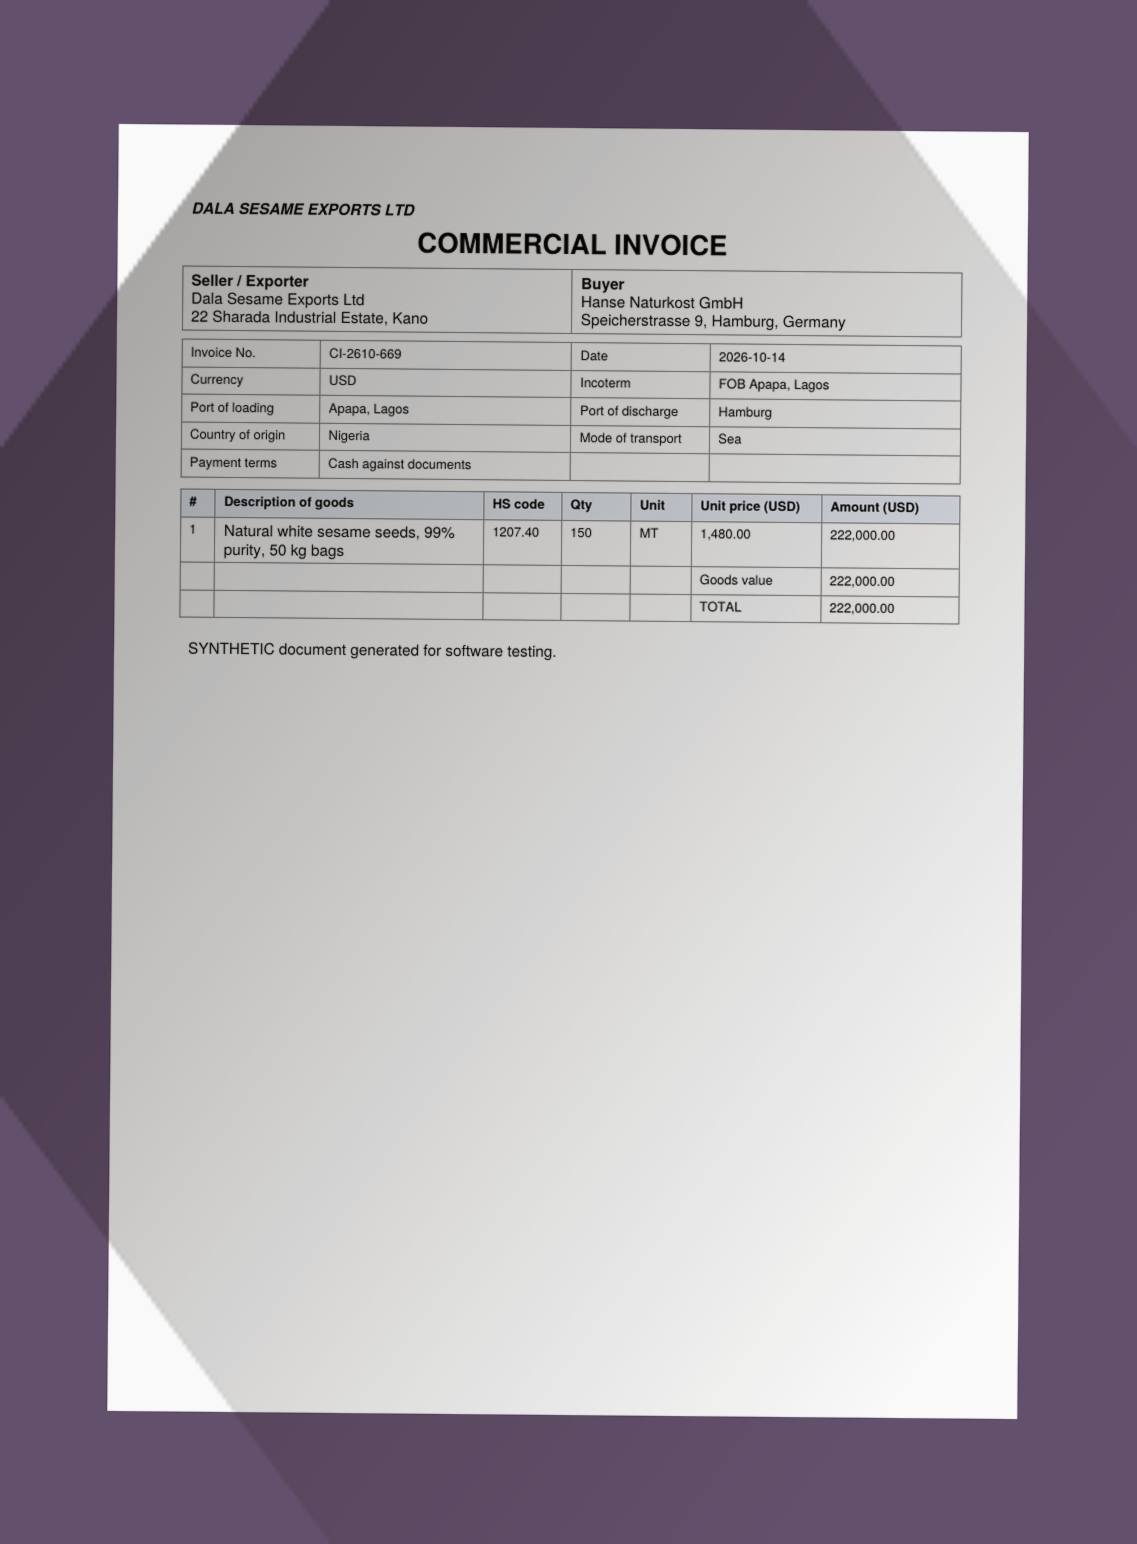 DALA SESAME EXPORTS LTD
COMMERCIAL INVOICE
Seller / Exporter
Dala Sesame Exports Ltd
22 Sharada Industrial Estate, Kano
Buyer
Hanse Naturkost GmbH
Speicherstrasse 9, Hamburg, Germany
Invoice No. CI-2610-669 Date 2026-10-14
Currency USD Incoterm FOB Apapa, Lagos
Port of loading Apapa, Lagos Port of discharge Hamburg
Country of origin Nigeria Mode of transport Sea
Payment terms Cash against documents
# Description of goods HS code Qty Unit Unit price (USD) Amount (USD)
1 Natural white sesame seeds, 99% 1207.40 150 MT 1,480.00 222,000.00
purity, 50 kg bags
Goods value 222,000.00
TOTAL 222,000.00
SYNTHETIC document generated for software testing.